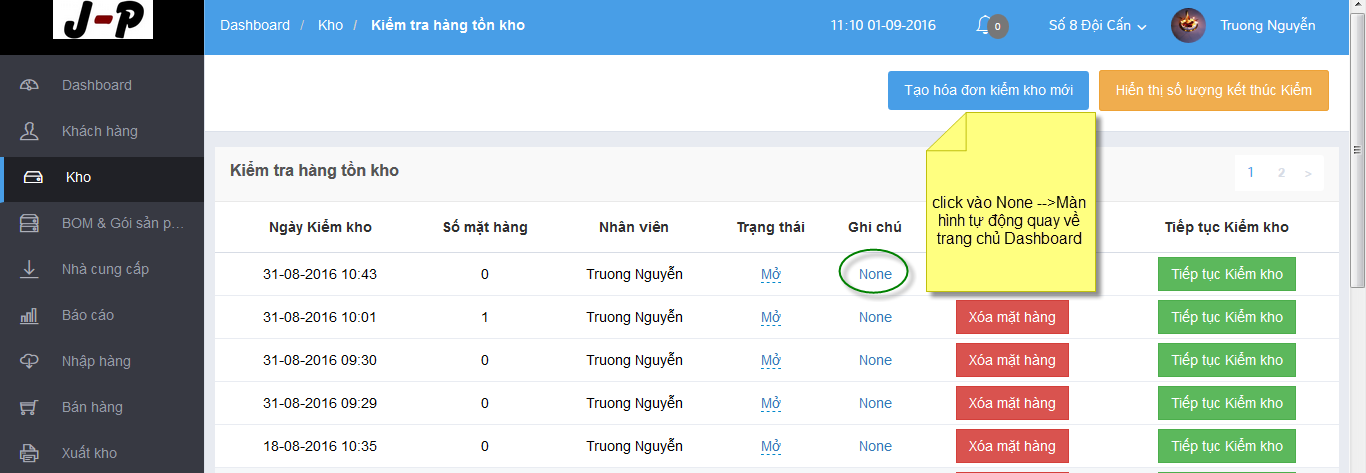 J-P
Dashboard / Kho / Kiểm tra hàng tồn kho 11:10 01-09-2016 0 Số 8 Đội Cấn Truong Nguyễn
Dashboard
Khách hàng
Kho
BOM & Gói sản p...
Nhà cung cấp
Báo cáo
Nhập hàng
Bán hàng
Xuất kho
Tạo hóa đơn kiểm kho mới Hiển thị số lượng kết thúc Kiểm
Kiểm tra hàng tồn kho 1 2 >
click vào None -->Màn
hình tự động quay về
trang chủ Dashboard
Ngày Kiểm kho Số mặt hàng Nhân viên Trạng thái Ghi chú Tiếp tục Kiểm kho
31-08-2016 10:43 0 Truong Nguyễn Mở None Tiếp tục Kiểm kho
31-08-2016 10:01 1 Truong Nguyễn Mở None Xóa mặt hàng Tiếp tục Kiểm kho
31-08-2016 09:30 0 Truong Nguyễn Mở None Xóa mặt hàng Tiếp tục Kiểm kho
31-08-2016 09:29 0 Truong Nguyễn Mở None Xóa mặt hàng Tiếp tục Kiểm kho
18-08-2016 10:35 0 Truong Nguyễn Mở None Xóa mặt hàng Tiếp tục Kiểm kho